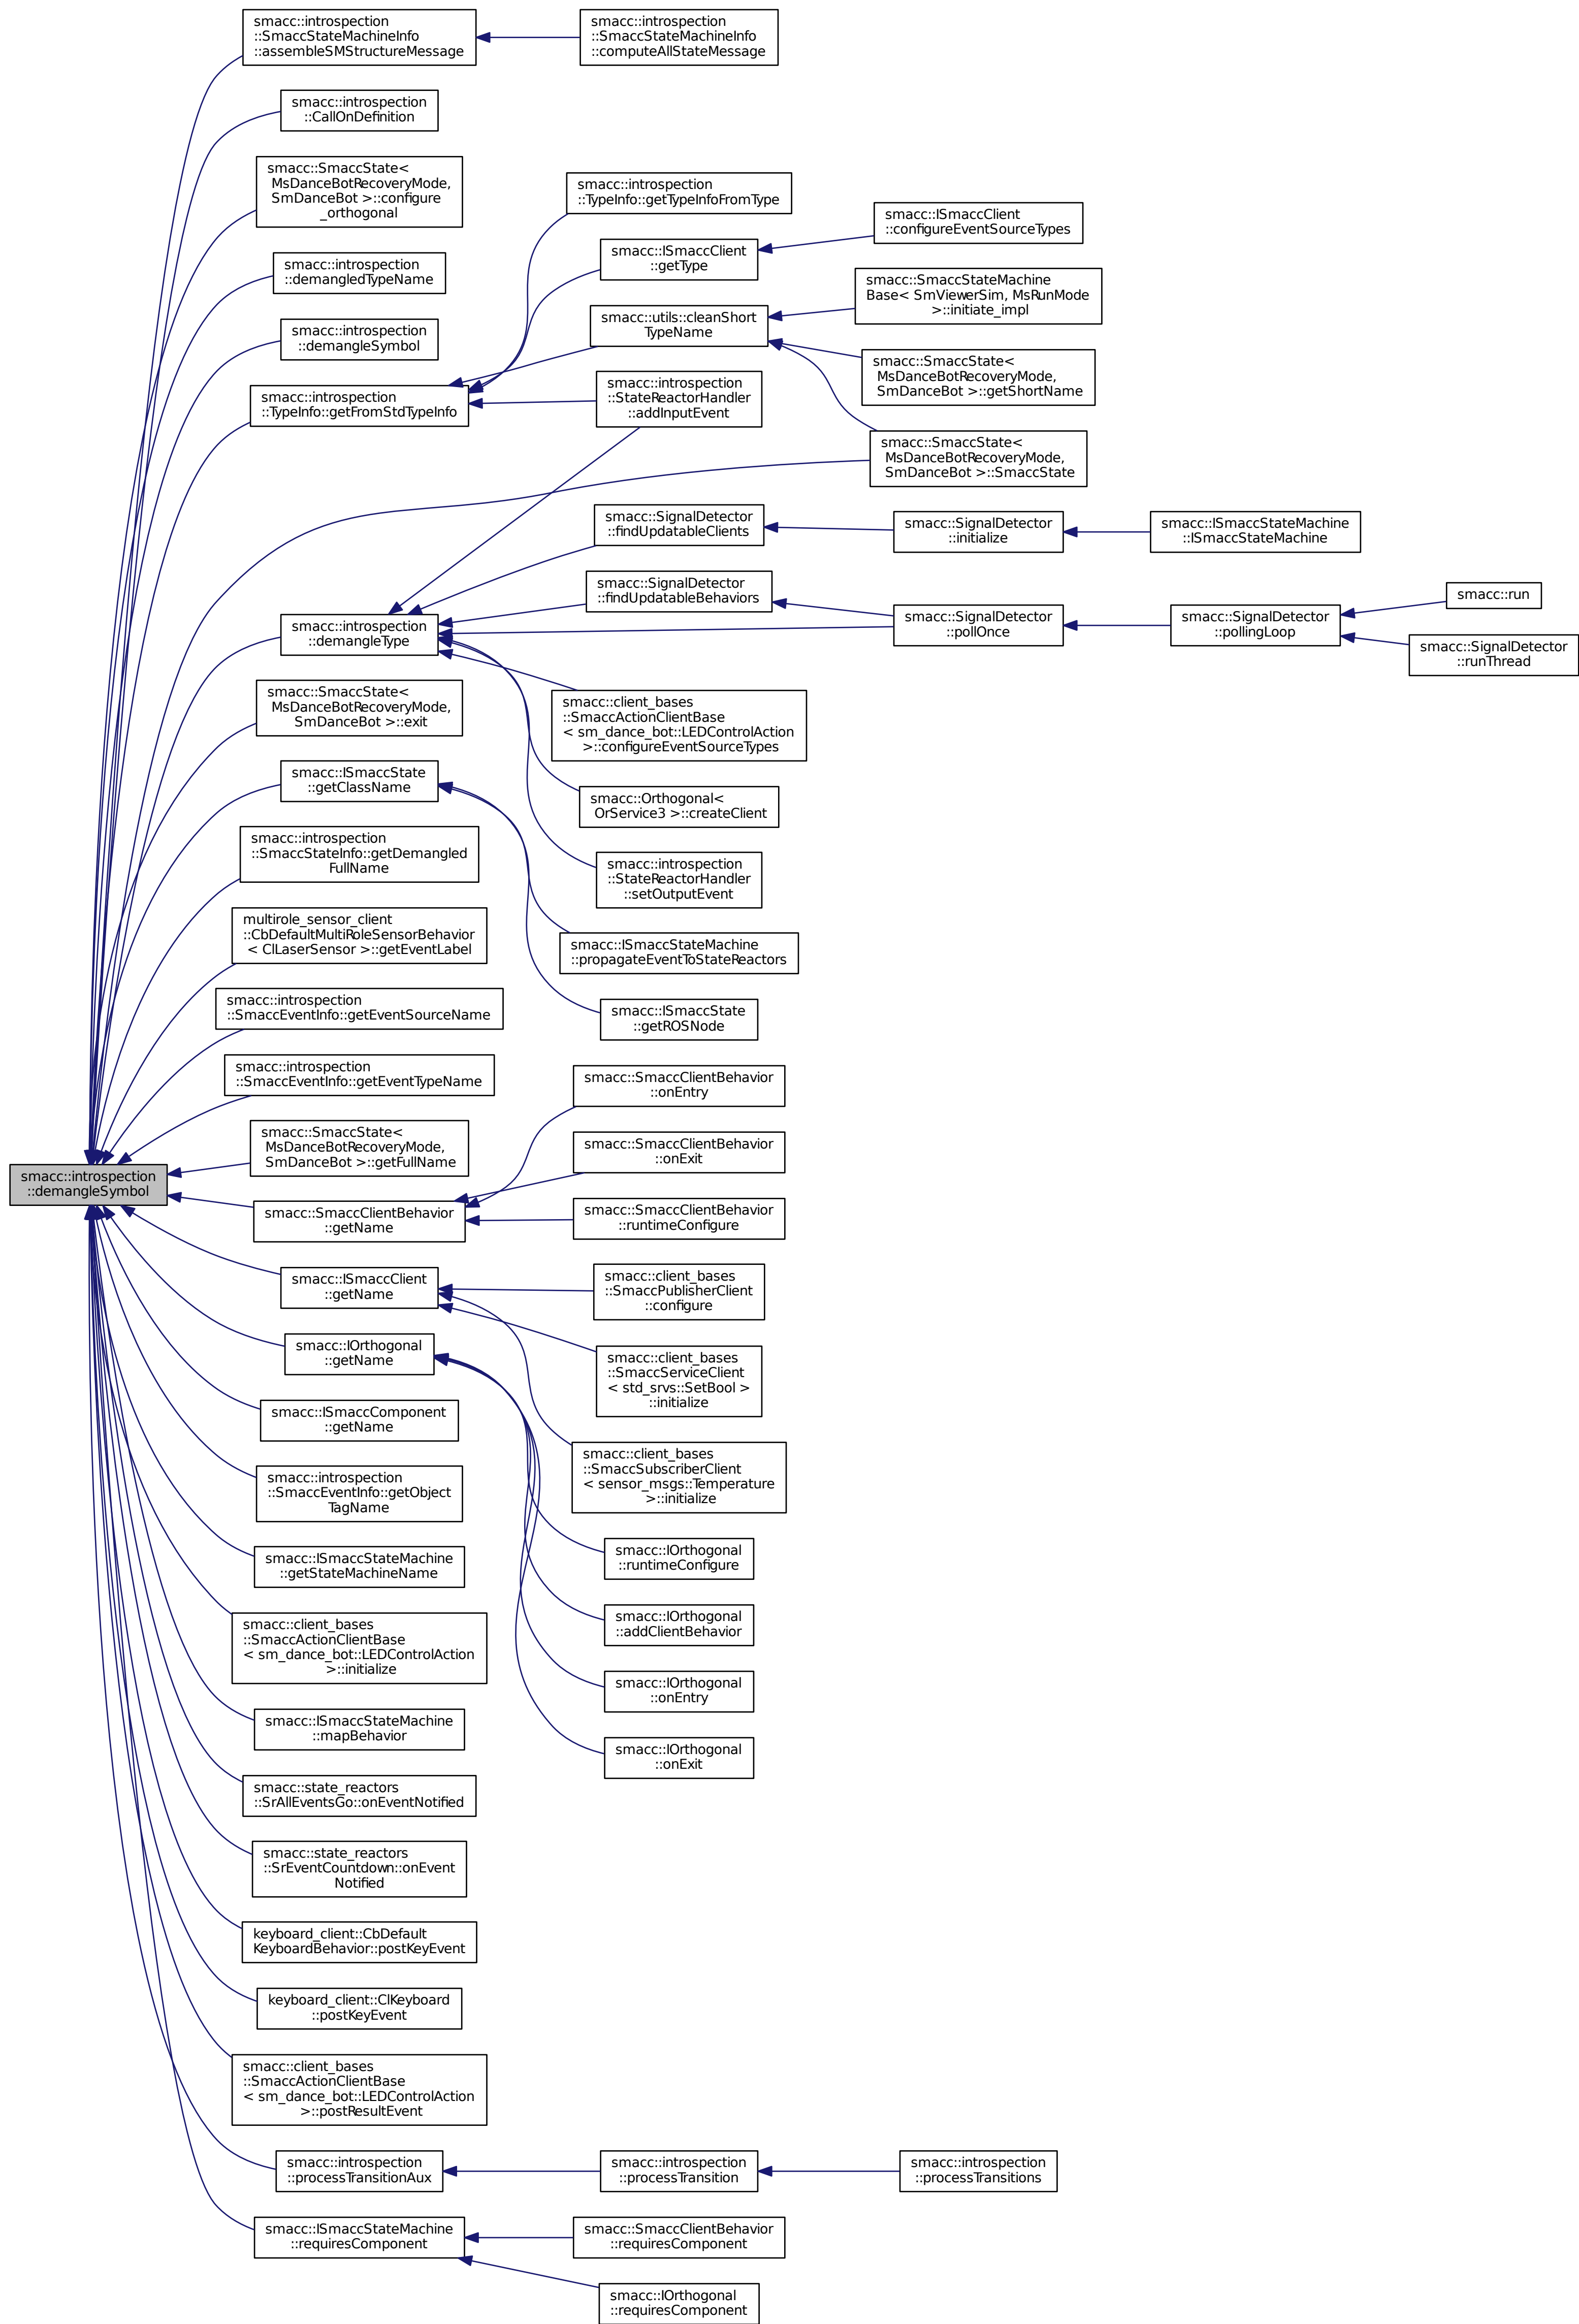 smacc::introspection
::SmaccStateMachineInfo
::assembleSMStructureMessage
smacc::introspection
::SmaccStateMachineInfo
::computeAllStateMessage
smacc::introspection
::CallOnDefinition
smacc::SmaccState<
MsDanceBotRecoveryMode,
SmDanceBot >::configure
_orthogonal
smacc::introspection
::TypeInfo::getTypeInfoFromType
smacc::ISmaccClient
::configureEventSourceTypes
smacc::ISmaccClient
::getType
smacc::introspection
::demangledTypeName
smacc::SmaccStateMachine
Base< SmViewerSim, MsRunMode
>::initiate_impl
smacc::utils::cleanShort
TypeName
smacc::introspection
::demangleSymbol
smacc::SmaccState<
MsDanceBotRecoveryMode,
SmDanceBot >::getShortName
smacc::introspection
::TypeInfo::getFromStdTypeInfo
smacc::introspection
::StateReactorHandler
::addInputEvent
smacc::SmaccState<
MsDanceBotRecoveryMode,
SmDanceBot >::SmaccState
smacc::SignalDetector
::findUpdatableClients
smacc::SignalDetector
::initialize
smacc::ISmaccStateMachine
::ISmaccStateMachine
smacc::SignalDetector
::findUpdatableBehaviors
smacc::run
smacc::introspection
::demangleType
smacc::SignalDetector
::pollOnce
smacc::SignalDetector
::pollingLoop
smacc::SignalDetector
::runThread
smacc::SmaccState<
MsDanceBotRecoveryMode,
SmDanceBot >::exit
smacc::client_bases
::SmaccActionClientBase
< sm_dance_bot::LEDControlAction
>::configureEventSourceTypes
smacc::ISmaccState
::getClassName
smacc::Orthogonal<
OrService3 >::createClient
smacc::introspection
::SmaccStateInfo::getDemangled
FullName
smacc::introspection
::StateReactorHandler
::setOutputEvent
multirole_sensor_client
::CbDefaultMultiRoleSensorBehavior
< ClLaserSensor >::getEventLabel
smacc::ISmaccStateMachine
::propagateEventToStateReactors
smacc::introspection
::SmaccEventInfo::getEventSourceName
smacc::ISmaccState
::getROSNode
smacc::introspection
::SmaccEventInfo::getEventTypeName
smacc::SmaccClientBehavior
::onEntry
smacc::SmaccState<
MsDanceBotRecoveryMode,
SmDanceBot >::getFullName
smacc::SmaccClientBehavior
::onExit
smacc::introspection
::demangleSymbol
smacc::SmaccClientBehavior
::getName
smacc::SmaccClientBehavior
::runtimeConfigure
smacc::ISmaccClient
::getName
smacc::client_bases
::SmaccPublisherClient
::configure
smacc::IOrthogonal
::getName
smacc::client_bases
::SmaccServiceClient
< std_srvs::SetBool >
::initialize
smacc::ISmaccComponent
::getName
smacc::client_bases
::SmaccSubscriberClient
< sensor_msgs::Temperature
>::initialize
smacc::introspection
::SmaccEventInfo::getObject
TagName
smacc::ISmaccStateMachine
::getStateMachineName
smacc::IOrthogonal
::runtimeConfigure
smacc::client_bases
::SmaccActionClientBase
< sm_dance_bot::LEDControlAction
>::initialize
smacc::IOrthogonal
::addClientBehavior
smacc::IOrthogonal
::onEntry
smacc::ISmaccStateMachine
::mapBehavior
smacc::IOrthogonal
::onExit
smacc::state_reactors
::SrAllEventsGo::onEventNotified
smacc::state_reactors
::SrEventCountdown::onEvent
Notified
keyboard_client::CbDefault
KeyboardBehavior::postKeyEvent
keyboard_client::ClKeyboard
::postKeyEvent
smacc::client_bases
::SmaccActionClientBase
< sm_dance_bot::LEDControlAction
>::postResultEvent
smacc::introspection
::processTransitionAux
smacc::introspection
::processTransition
smacc::introspection
::processTransitions
smacc::ISmaccStateMachine
::requiresComponent
smacc::SmaccClientBehavior
::requiresComponent
smacc::IOrthogonal
::requiresComponent